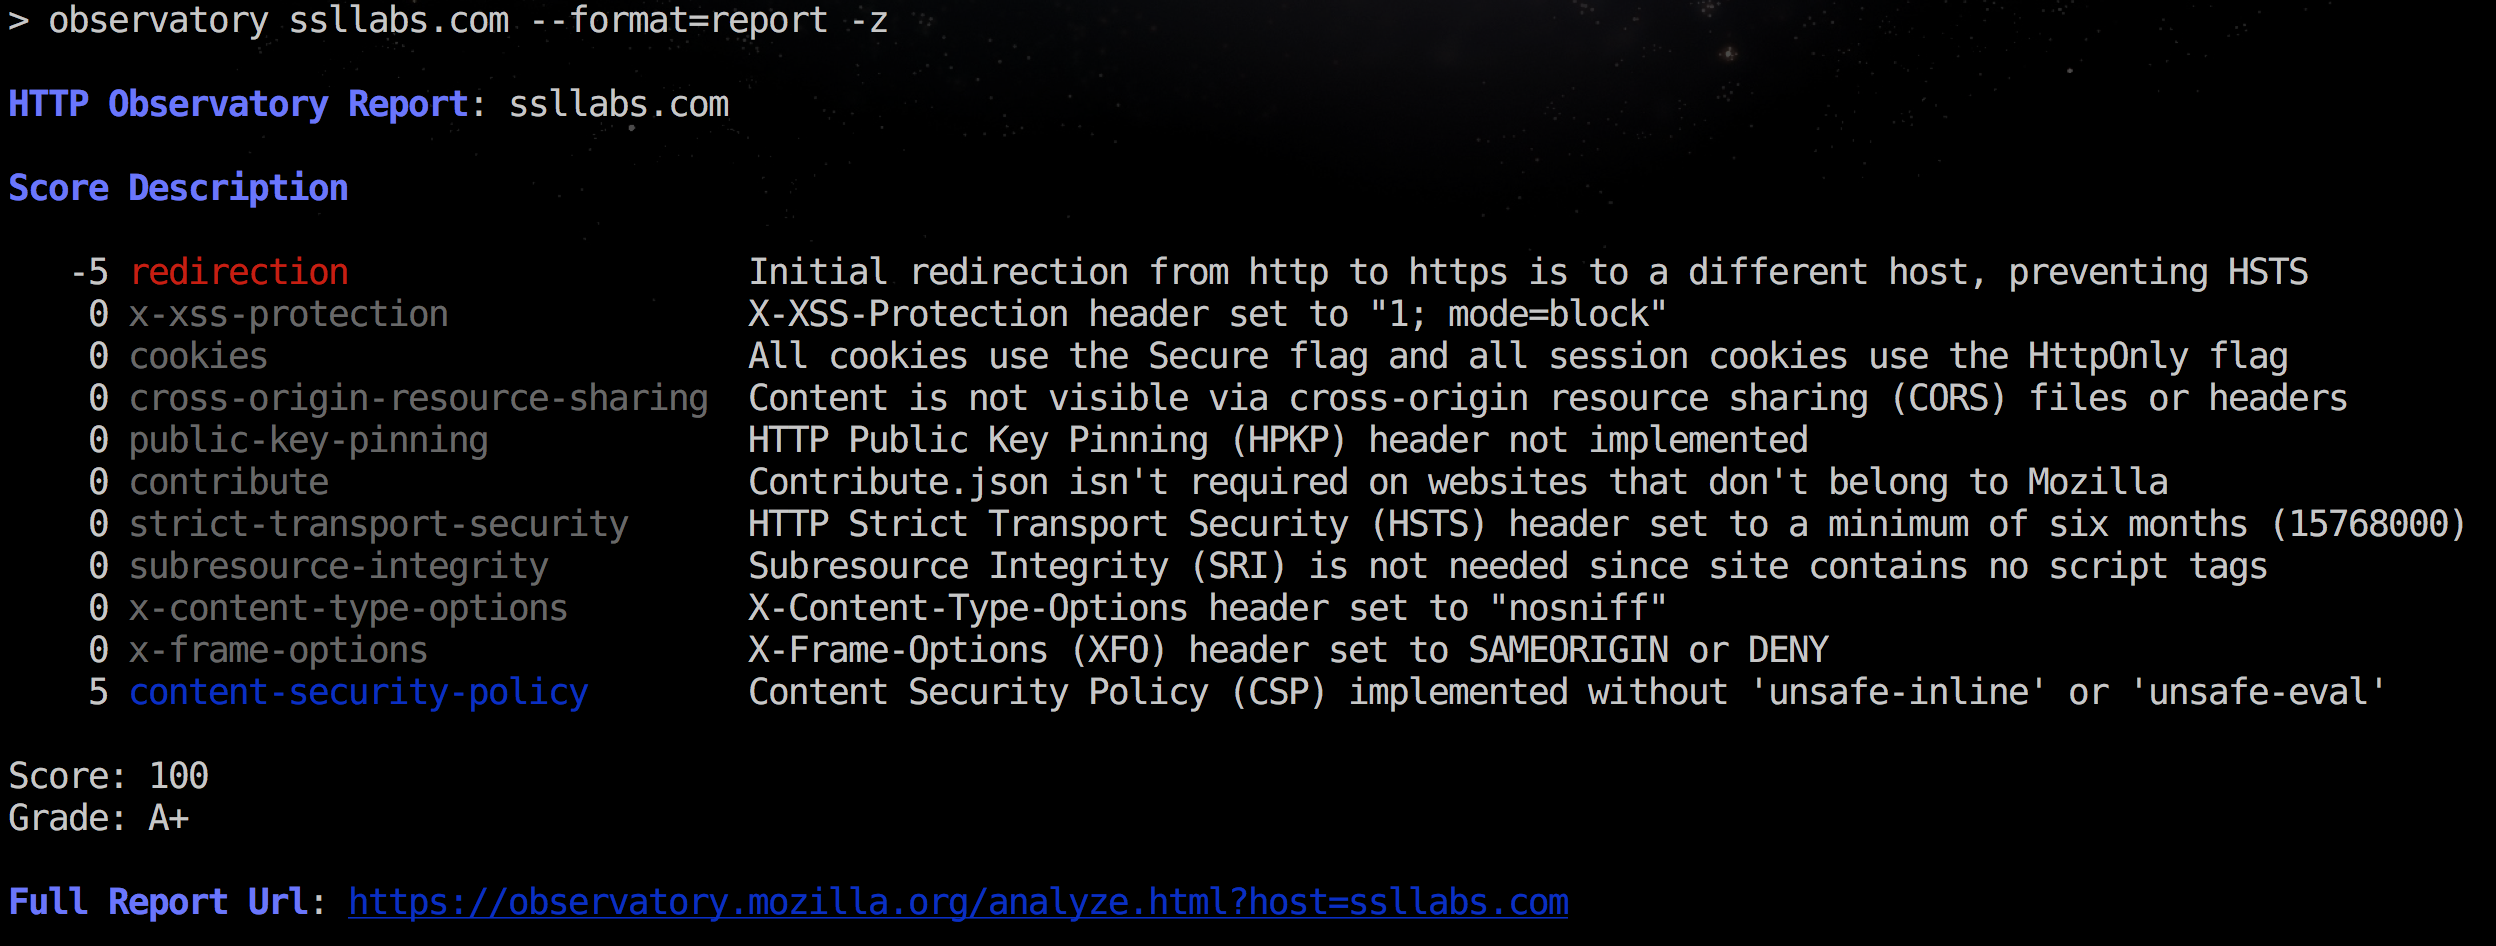 > observatory ssllabs.com --format=report -z
HTTP Observatory Report: ssllabs.com
Score Description
-5 redirection Initial redirection from http to https is to a different host, preventing HSTS
0 x-xss-protection X-XSS-Protection header set to "1; mode=block"
0 cookies All cookies use the Secure flag and all session cookies use the HttpOnly flag
0 cross-origin-resource-sharing Content is not visible via cross-origin resource sharing (CORS) files or headers
0 public-key-pinning HTTP Public Key Pinning (HPKP) header not implemented
0 contribute Contribute.json isn't required on websites that don't belong to Mozilla
0 strict-transport-security HTTP Strict Transport Security (HSTS) header set to a minimum of six months (15768000)
0 subresource-integrity Subresource Integrity (SRI) is not needed since site contains no script tags
0 x-content-type-options X-Content-Type-Options header set to "nosniff"
0 x-frame-options X-Frame-Options (XFO) header set to SAMEORIGIN or DENY
5 content-security-policy Content Security Policy (CSP) implemented without 'unsafe-inline' or 'unsafe-eval'
Score: 100
Grade: A+
Full Report Url: https://observatory.mozilla.org/analyze.html?host=ssllabs.com